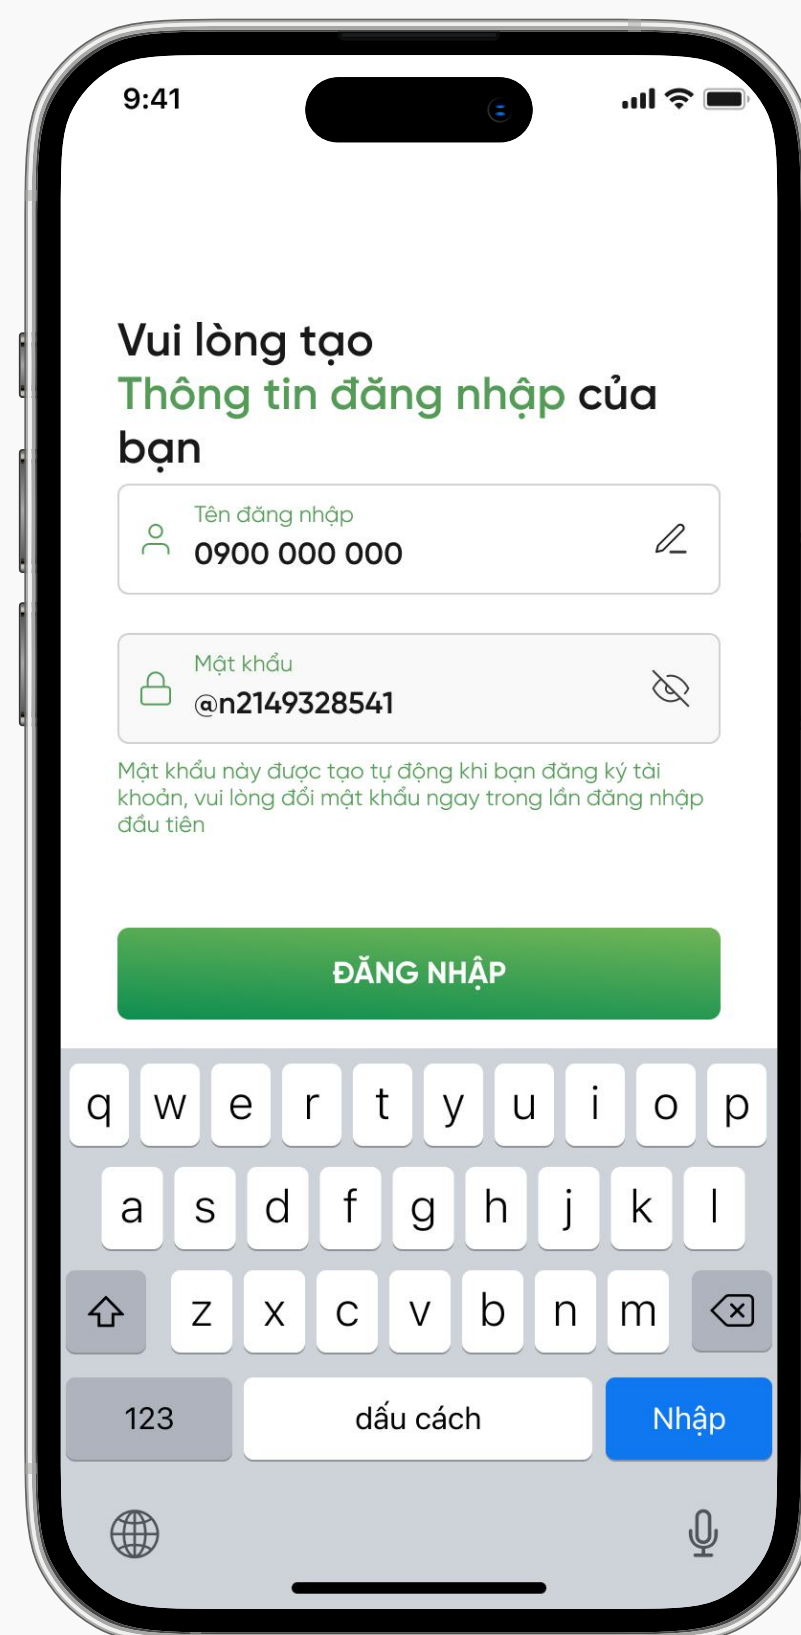 9:41
Vui lòng tạo
Thông tin đăng nhập của
bạn
Tên đăng nhập
0900 000 000
Mật khẩu
@n2149328541
Mật khẩu này được tạo tự động khi bạn đăng ký tài
khoản, vui lòng đổi mật khẩu ngay trong lần đăng nhập
đầu tiên
ĐĂNG NHẬP
q w e r t y u i o p
a s d f g h j k l
z x c v b n m
123 dấu cách Nhập